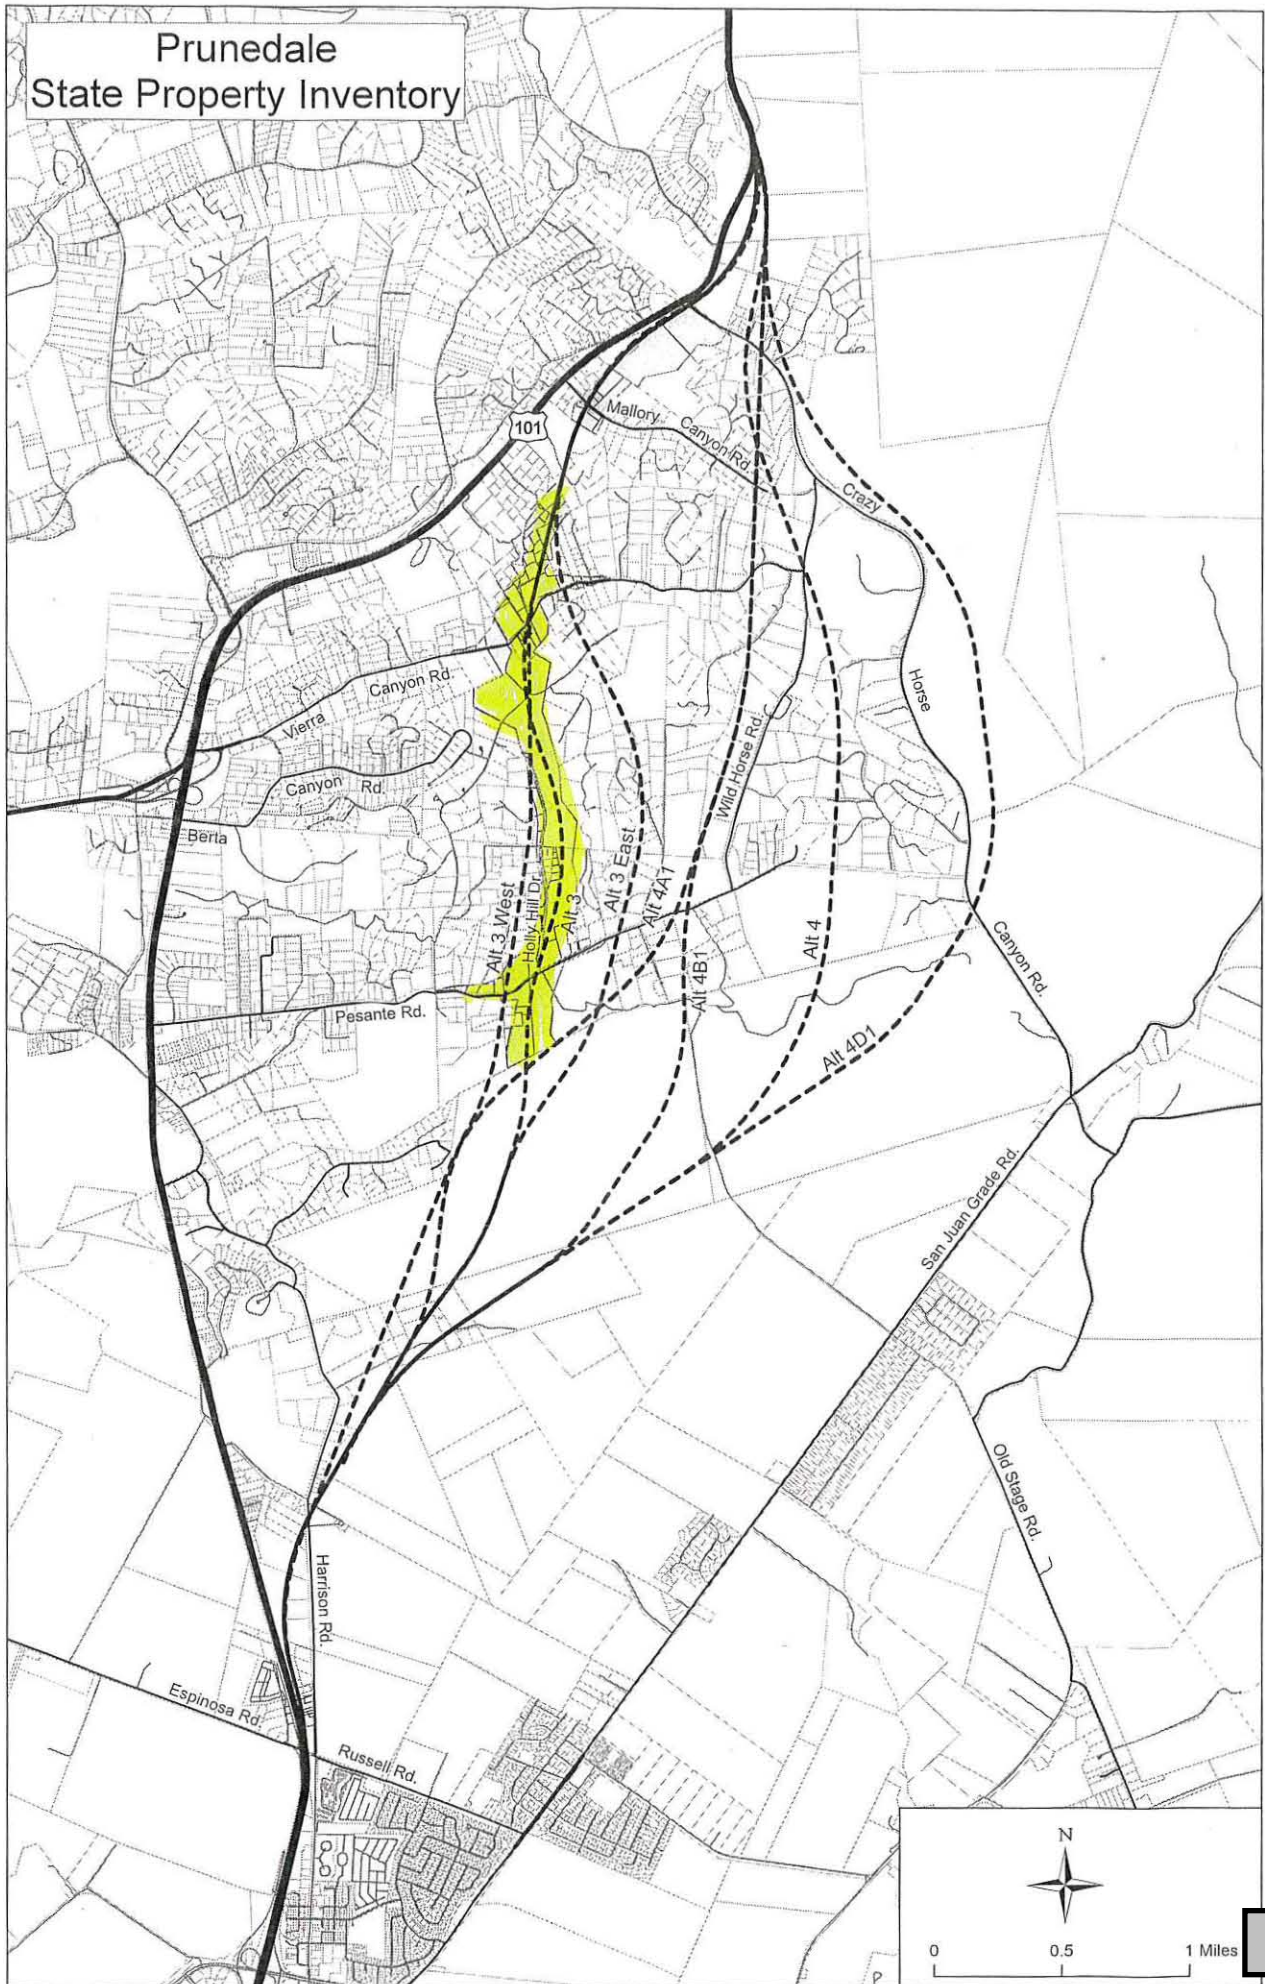 Prunedale
State Property Inventory
101
Mallory
Canyon Rd.
Crazy
Horse
Canyon Rd.
Vierra
Canyon Rd.
Canyon Rd.
Berta
Wild Horse Rd.
Alt 3 West
Holly Hill Dr.
Alt 3
Alt 3 East
Alt 4A1
Alt 4B1
Alt 4
Alt 4D1
Pesante Rd.
San Juan Grade Rd.
Old Stage Rd.
Harrison Rd.
Espinosa Rd.
Russell Rd.
N
0 0.5 1 Miles